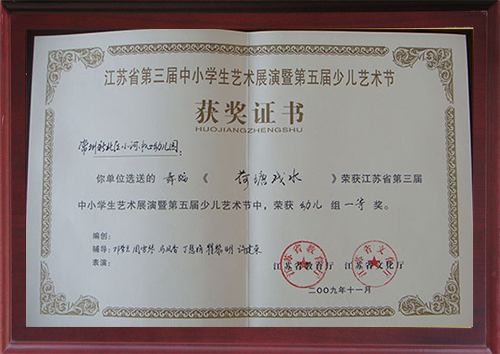 江苏省第三届中小学生艺术展演暨第五届少儿艺术节
获奖证书
HUOJIANGZHENGSHU
常州新北区小河中心幼儿园:
你单位选送的 舞蹈 《 荷塘戏水 》荣获江苏省第三届
中小学生艺术展演暨第五届少儿艺术节中,荣获 幼儿 组 一等 奖。
编创:
辅导:
表演:
江苏省教育厅 江苏省文化厅
二〇〇九年十一月